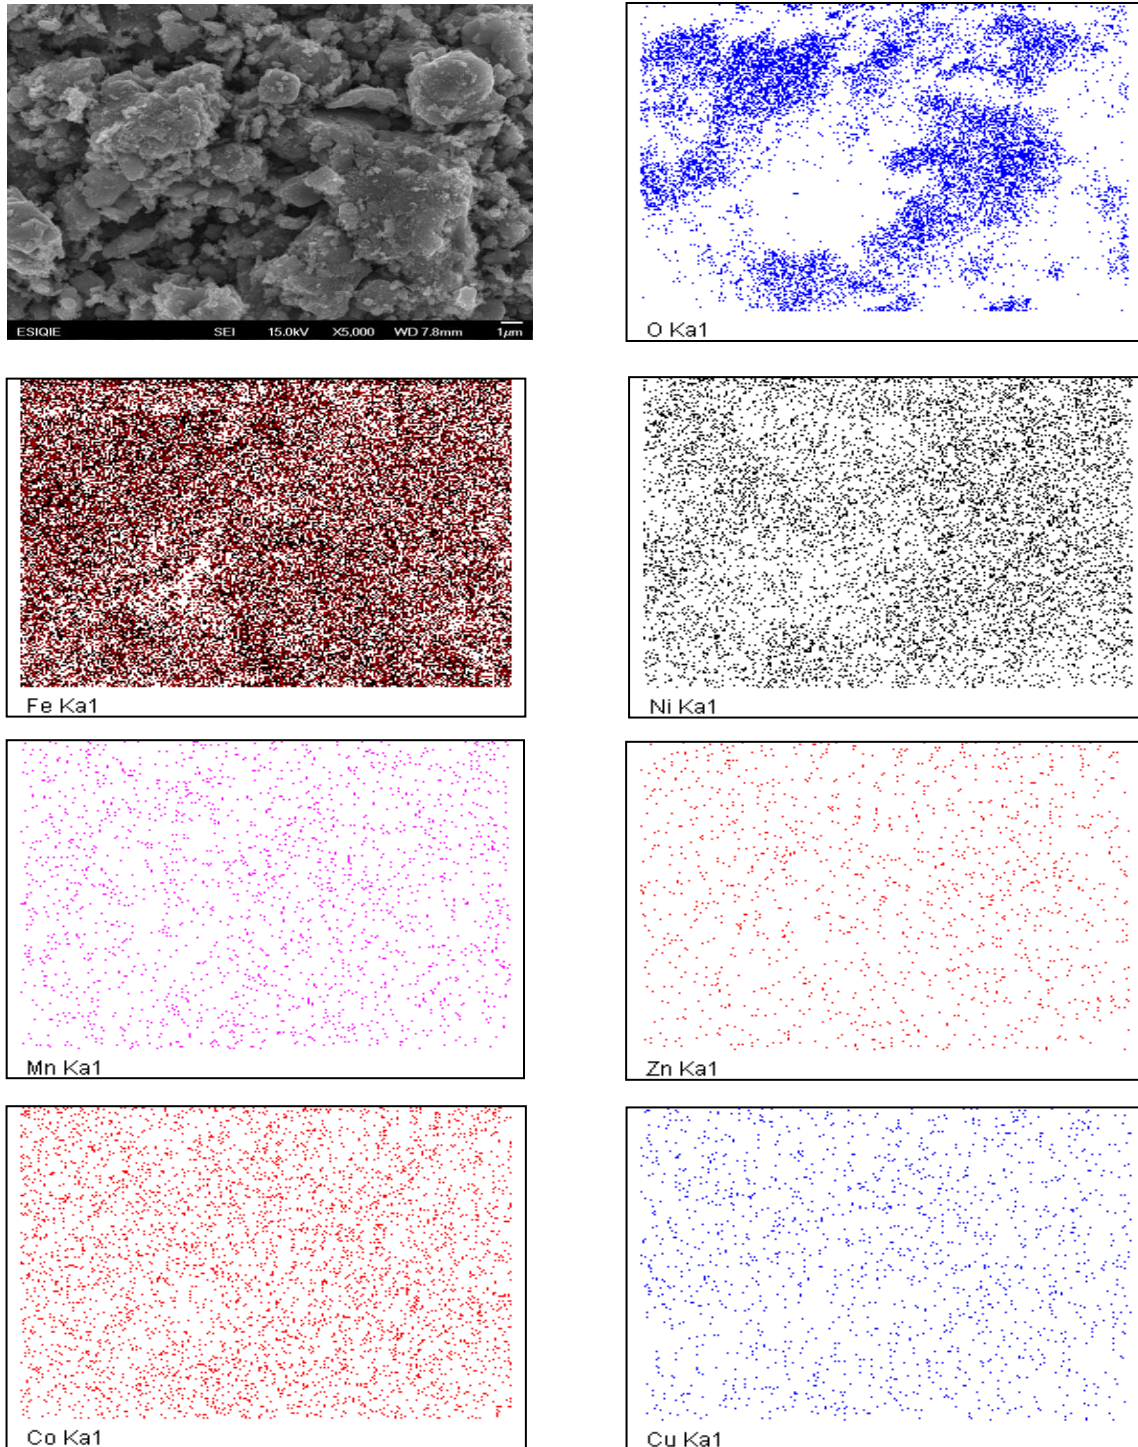 ESIQIE SEI 15.0kV X5,000 WD 7.8mm 1µm
O Ka1
Fe Ka1
Ni Ka1
Mn Ka1
Zn Ka1
Co Ka1
Cu Ka1